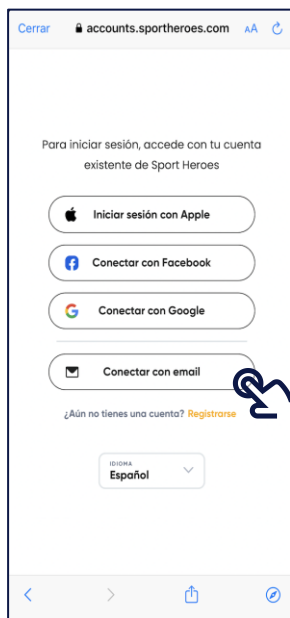 Cerrar accounts.sportheroes.com AA
Para iniciar sesión, accede con tu cuenta
existente de Sport Heroes
Iniciar sesión con Apple
Conectar con Facebook
Conectar con Google
Conectar con email
¿Aún no tienes una cuenta? Registrarse
IDIOMA
Español